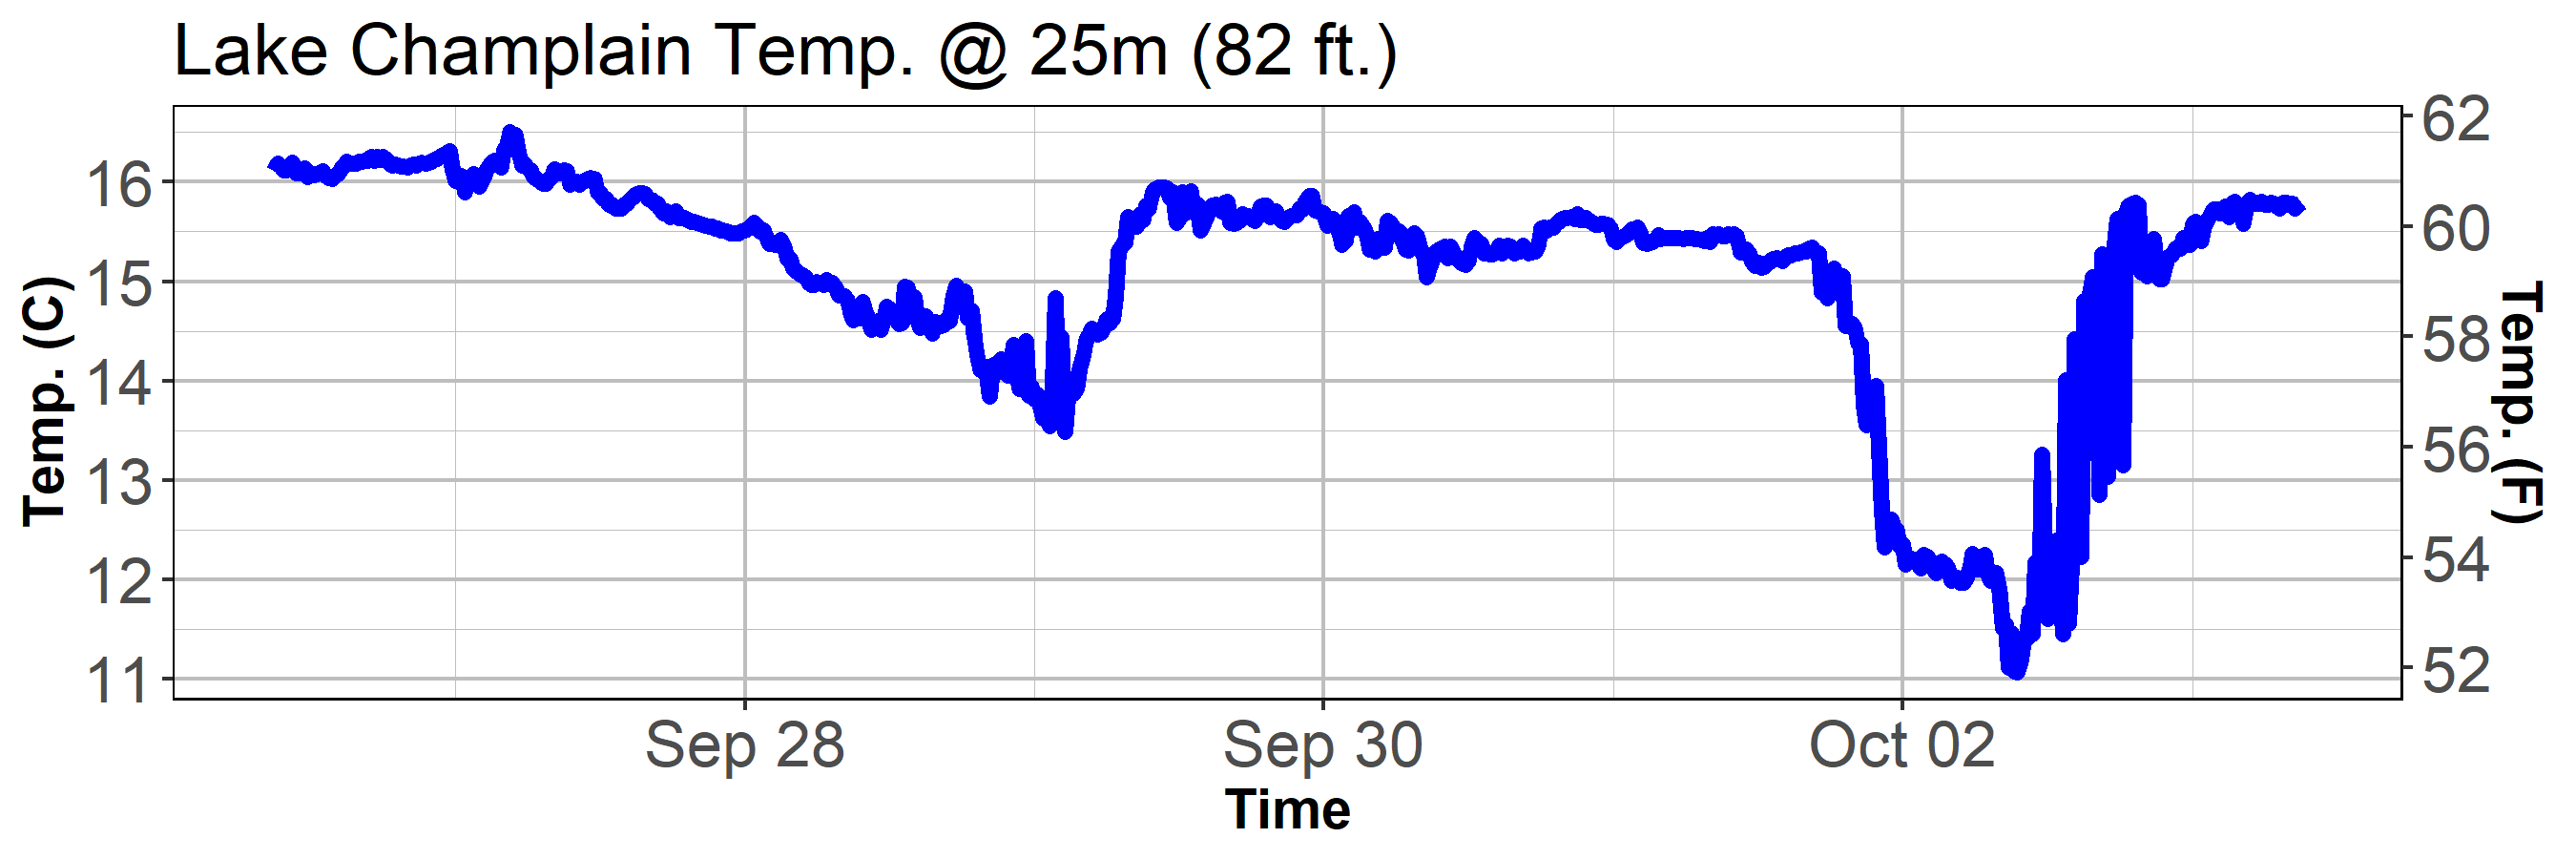 Lake Champlain Temp. @ 25m (82 ft.)
Temp. (C)
16
15
14
13
12
11
62
60
58
56
54
52
Temp. (F)
Sep 28
Sep 30
Oct 02
Time